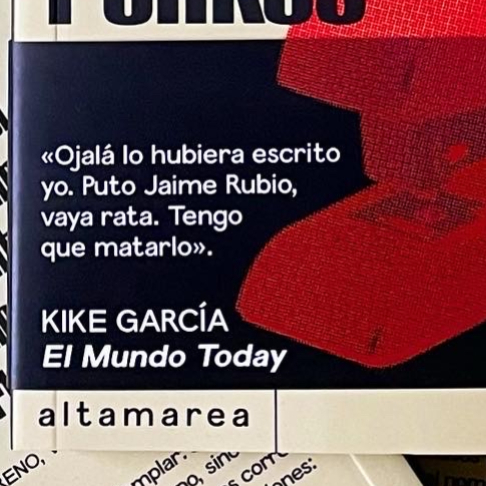 «Ojalá lo hubiera escrito
yo. Puto Jaime Rubio,
vaya rata. Tengo
que matarlo».
KIKE GARCÍA
El Mundo Today
altamarea